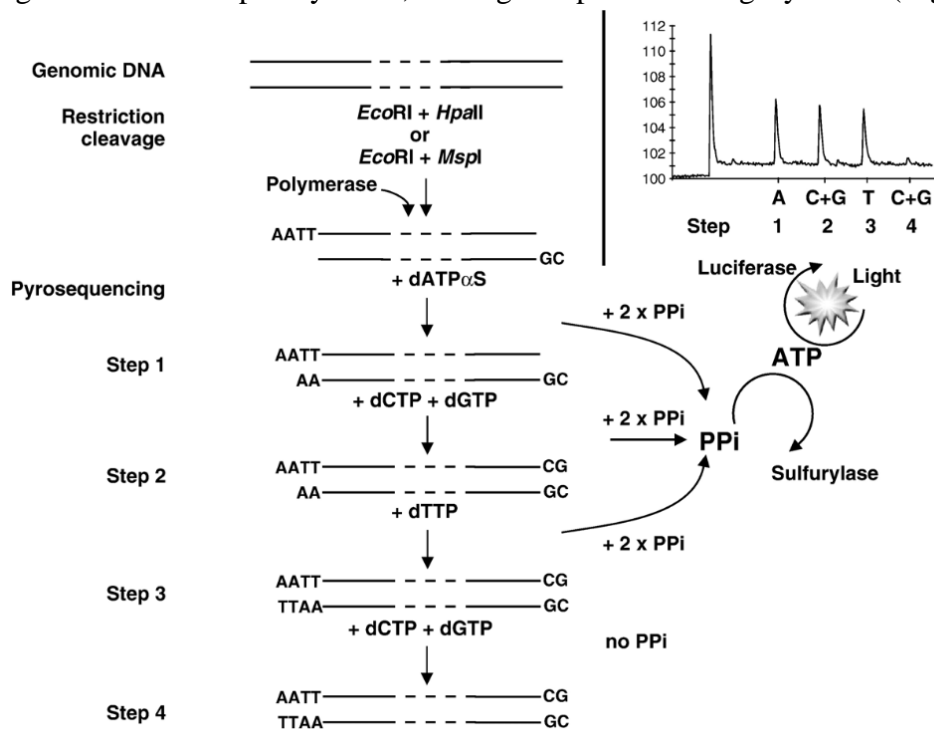 Genomic DNA
Restriction
cleavage
EcoRI + HpaII
or
EcoRI + MspI
Polymerase
AATT
GC
+ dATPαS
Pyrosequencing
Step 1
AATT
AA
GC
+ dCTP + dGTP
Step 2
AATT
CG
AA
GC
+ dTTP
Step 3
AATT
CG
TTAA
GC
+ dCTP + dGTP
Step 4
AATT
CG
TTAA
GC
112
110
108
106
104
102
100
A C+G T C+G
Step 1 2 3 4
Luciferase
Light
+ 2 x PPi
ATP
+ 2 x PPi
PPi
Sulfurylase
+ 2 x PPi
no PPi